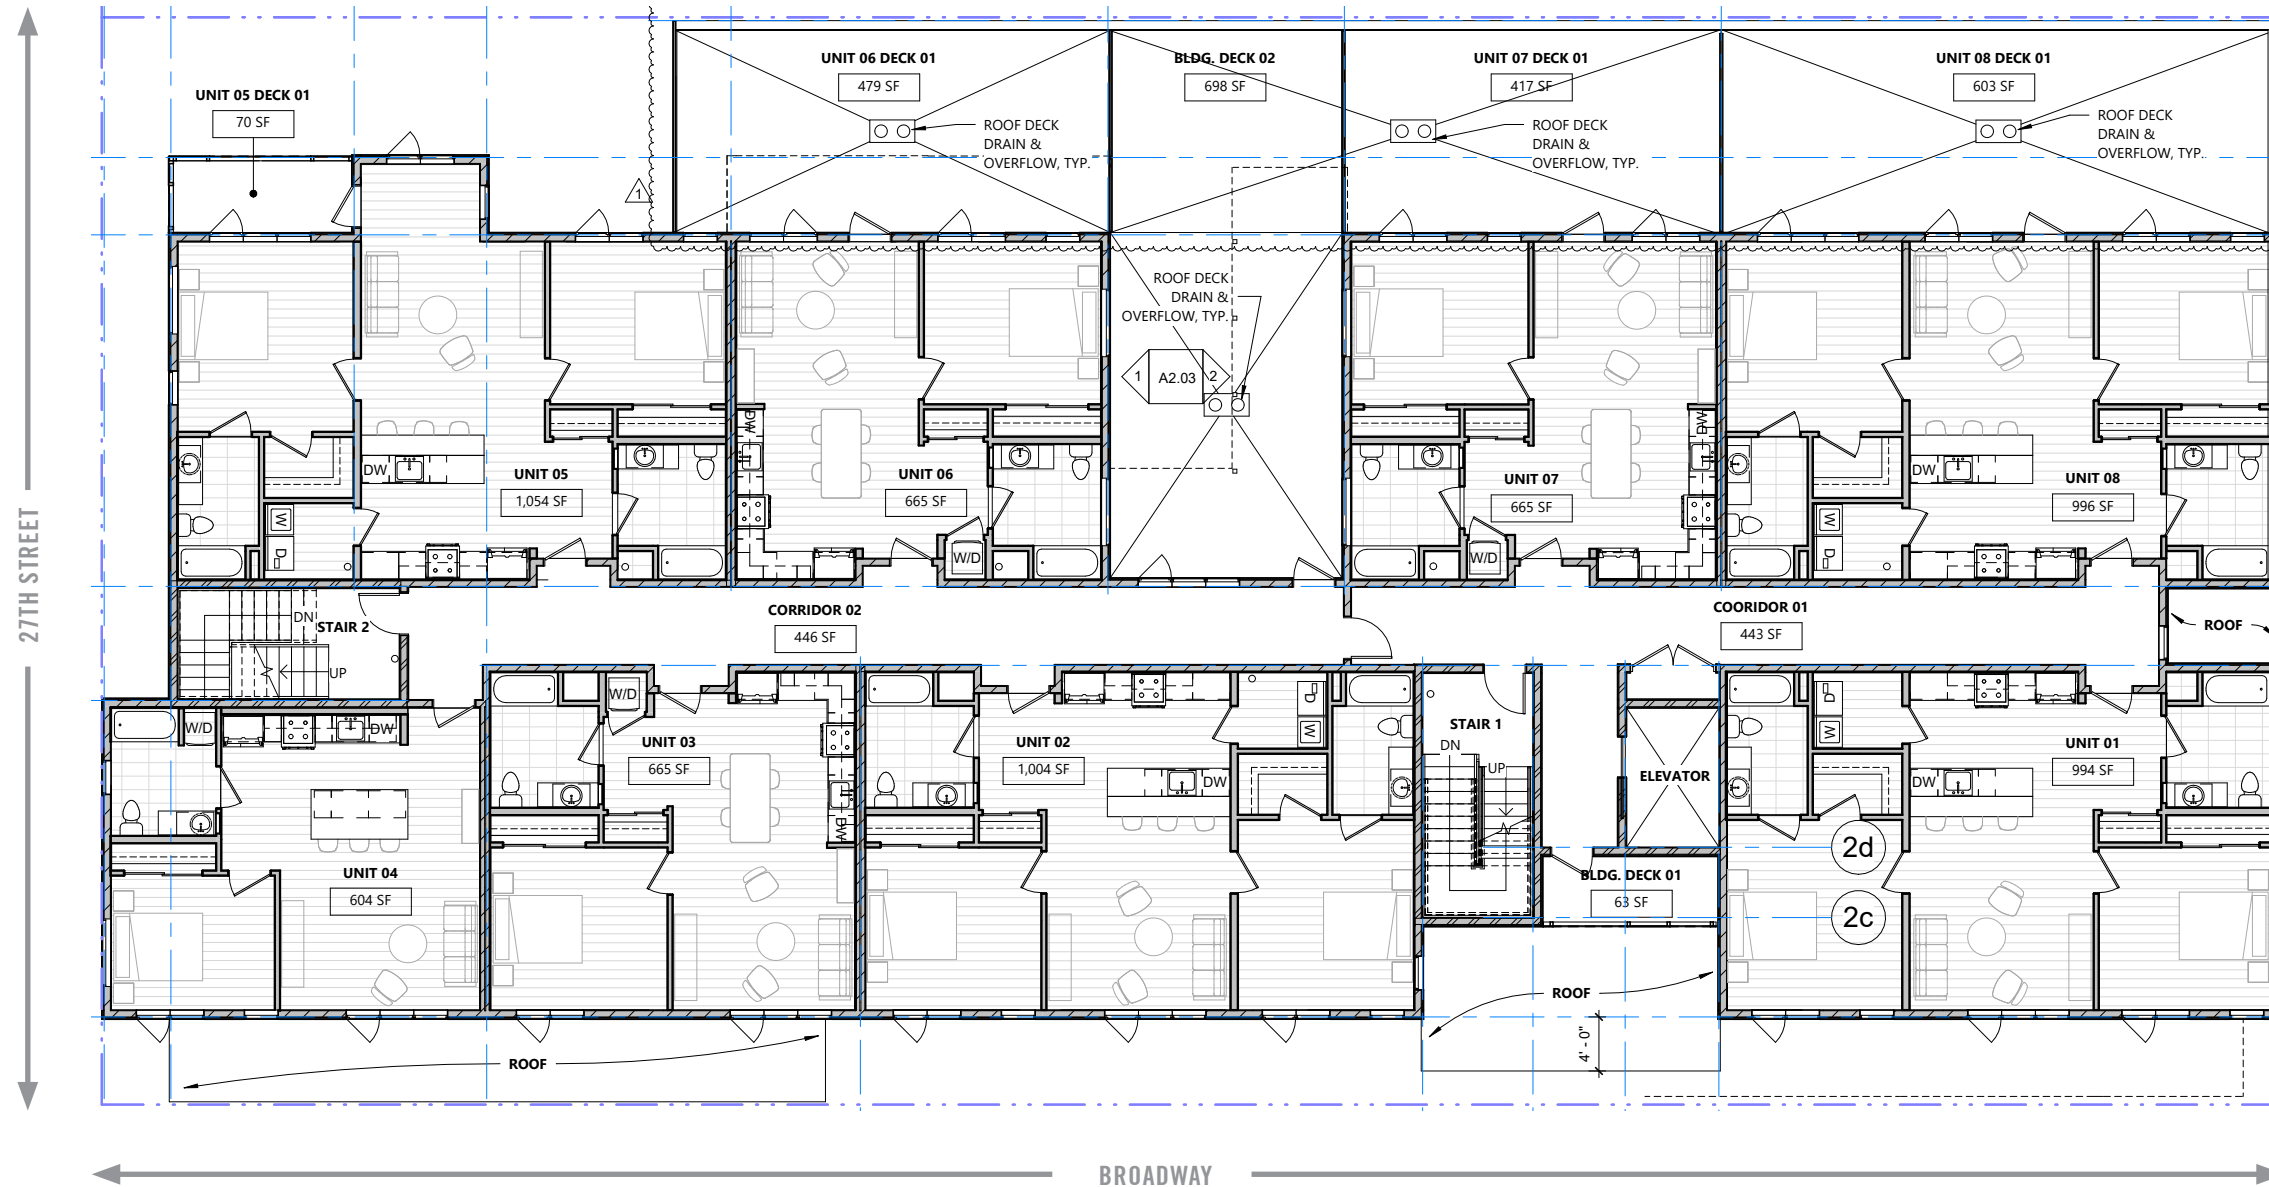 UNIT 05 DECK 01
70 SF
UNIT 06 DECK 01
479 SF
BLDG. DECK 02
698 SF
UNIT 07 DECK 01
417 SF
UNIT 08 DECK 01
603 SF
ROOF DECK
DRAIN &
OVERFLOW, TYP.
ROOF DECK
DRAIN &
OVERFLOW, TYP.
ROOF DECK
DRAIN &
OVERFLOW, TYP.
1
ROOF DECK
DRAIN &
OVERFLOW, TYP.
1
A2.03
2
DW
UNIT 05
1,054 SF
W
D
DW
UNIT 06
665 SF
W/D
DW
UNIT 07
665 SF
W/D
DW
UNIT 08
996 SF
W
D
27TH STREET
DN
STAIR 2
UP
CORRIDOR 02
446 SF
COORIDOR 01
443 SF
ROOF
W/D
DW
UNIT 04
604 SF
W/D
UNIT 03
665 SF
DW
UNIT 02
1,004 SF
DW
D
W
STAIR 1
DN
UP
ELEVATOR
BLDG. DECK 01
63 SF
D
W
DW
UNIT 01
994 SF
2d
2c
ROOF
ROOF
4' - 0"
BROADWAY